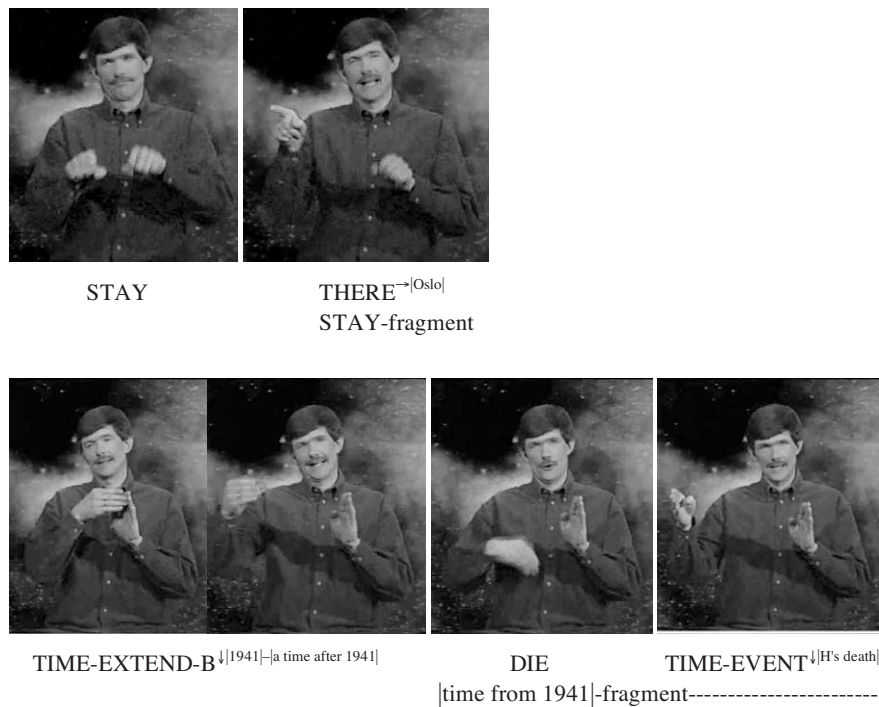 STAY THERE→|Oslo|
STAY-fragment
TIME-EXTEND-B↓|1941|–|a time after 1941| DIE TIME-EVENT↓|H's death|
|time from 1941|-fragment------------------------